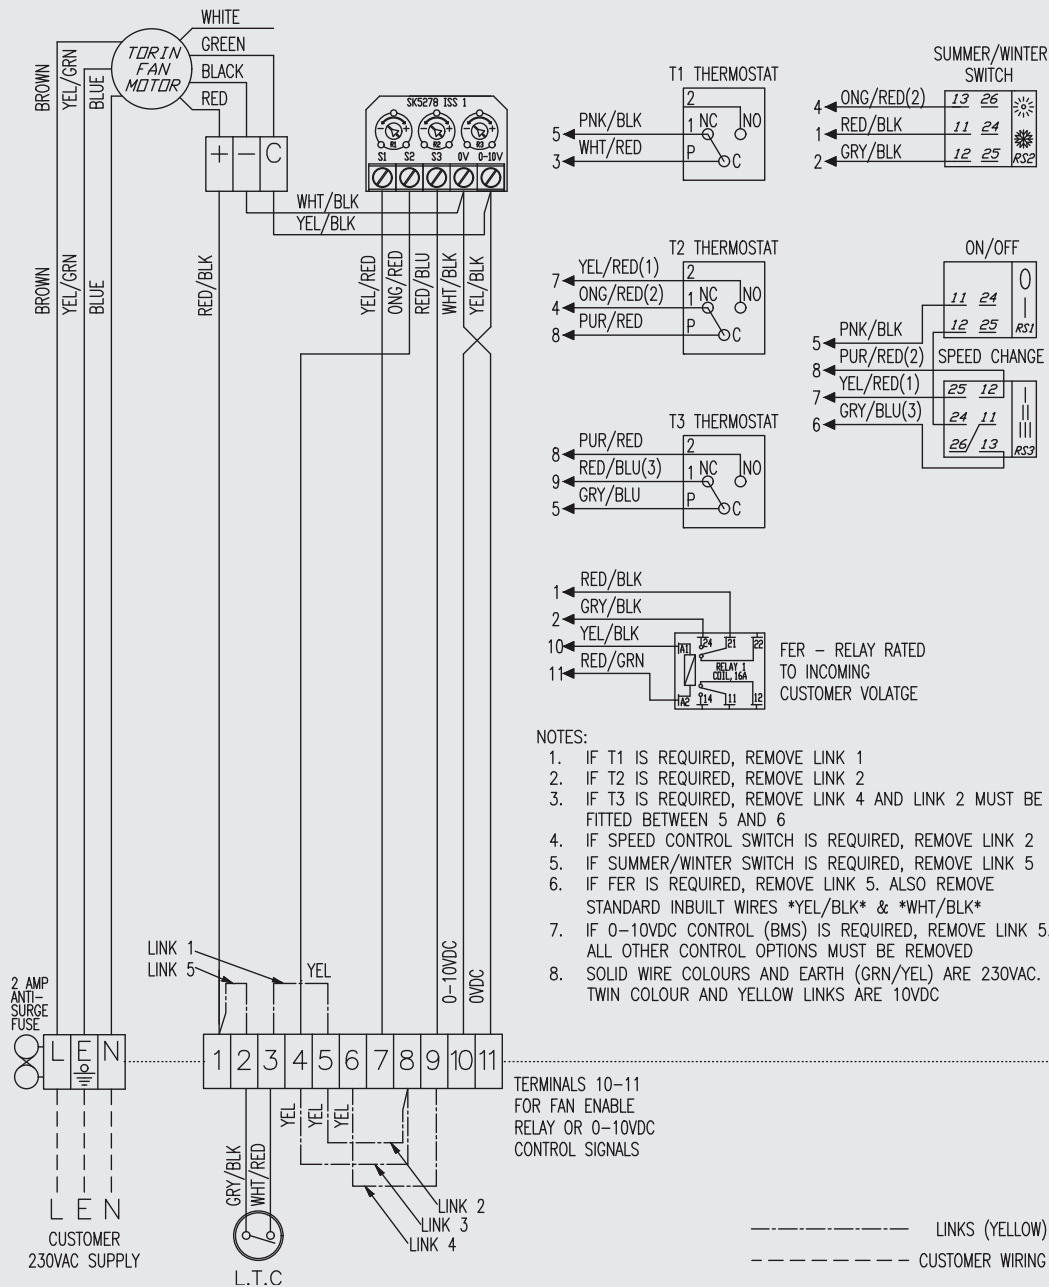 WHITE
GREEN
BLACK
RED
TORIN
FAN
MOTOR
BROWN
YEL/GRN
BLUE
+ − C
SK5278 ISS 1
R1 R2 R3
S1 S2 S3 0V 0-10V
WHT/BLK
YEL/BLK
BROWN
YEL/GRN
BLUE
RED/BLK
YEL/RED
ONG/RED
RED/BLU
WHT/BLK
YEL/BLK
T1 THERMOSTAT
2
5 PNK/BLK 1 NC NO
3 WHT/RED P C
SUMMER/WINTER
SWITCH
4 ONG/RED(2) 13 26
1 RED/BLK 11 24
2 GRY/BLK 12 25 RS2
T2 THERMOSTAT
7 YEL/RED(1) 2
4 ONG/RED(2) 1 NC NO
8 PUR/RED P C
ON/OFF
0
11 24 |
12 25 RS1
5 PNK/BLK
8 PUR/RED(2) SPEED CHANGE
7 YEL/RED(1) 25 12 |
6 GRY/BLU(3) 24 11 ||
26 13 ||| RS3
T3 THERMOSTAT
8 PUR/RED 2
9 RED/BLU(3) 1 NC NO
5 GRY/BLU P C
1 RED/BLK
2 GRY/BLK
10 YEL/BLK
11 RED/GRN
A1 24 21 22
RELAY 1
COIL,16A
A2 14 11 12
FER – RELAY RATED
TO INCOMING
CUSTOMER VOLATGE
NOTES:
1. IF T1 IS REQUIRED, REMOVE LINK 1
2. IF T2 IS REQUIRED, REMOVE LINK 2
3. IF T3 IS REQUIRED, REMOVE LINK 4 AND LINK 2 MUST BE
FITTED BETWEEN 5 AND 6
4. IF SPEED CONTROL SWITCH IS REQUIRED, REMOVE LINK 2
5. IF SUMMER/WINTER SWITCH IS REQUIRED, REMOVE LINK 5
6. IF FER IS REQUIRED, REMOVE LINK 5. ALSO REMOVE
STANDARD INBUILT WIRES *YEL/BLK* & *WHT/BLK*
7. IF 0–10VDC CONTROL (BMS) IS REQUIRED, REMOVE LINK 5.
ALL OTHER CONTROL OPTIONS MUST BE REMOVED
8. SOLID WIRE COLOURS AND EARTH (GRN/YEL) ARE 230VAC.
TWIN COLOUR AND YELLOW LINKS ARE 10VDC
LINK 1
LINK 5
YEL
0–10VDC
0VDC
2 AMP
ANTI–
SURGE
FUSE
L E N
1 2 3 4 5 6 7 8 9 10 11
TERMINALS 10–11
FOR FAN ENABLE
RELAY OR 0–10VDC
CONTROL SIGNALS
YEL
YEL
YEL
GRY/BLK
WHT/RED
LINK 2
LINK 3
LINK 4
L E N
CUSTOMER
230VAC SUPPLY
L.T.C
LINKS (YELLOW)
CUSTOMER WIRING